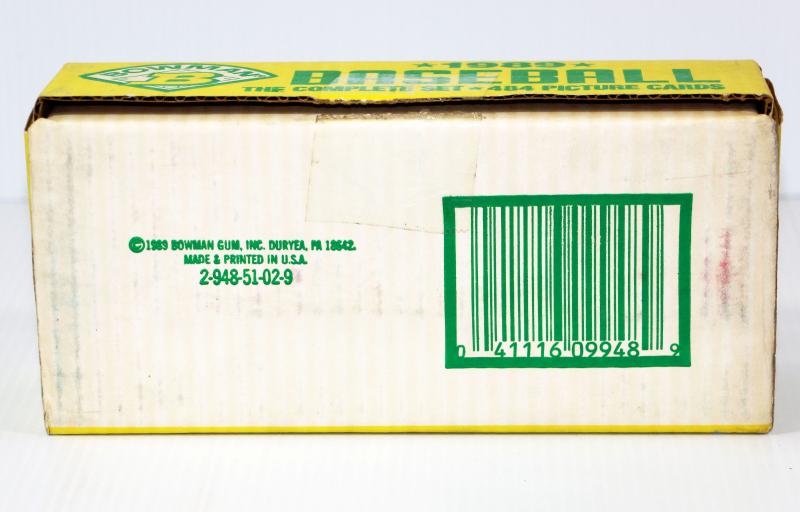 BOWMAN
B
★1989★
BASEBALL
THE COMPLETE SET - 484 PICTURE CARDS
©1989 BOWMAN GUM, INC. DURYEA, PA 18642.
MADE & PRINTED IN U.S.A.
2-948-51-02-9
0 41116 09948 9